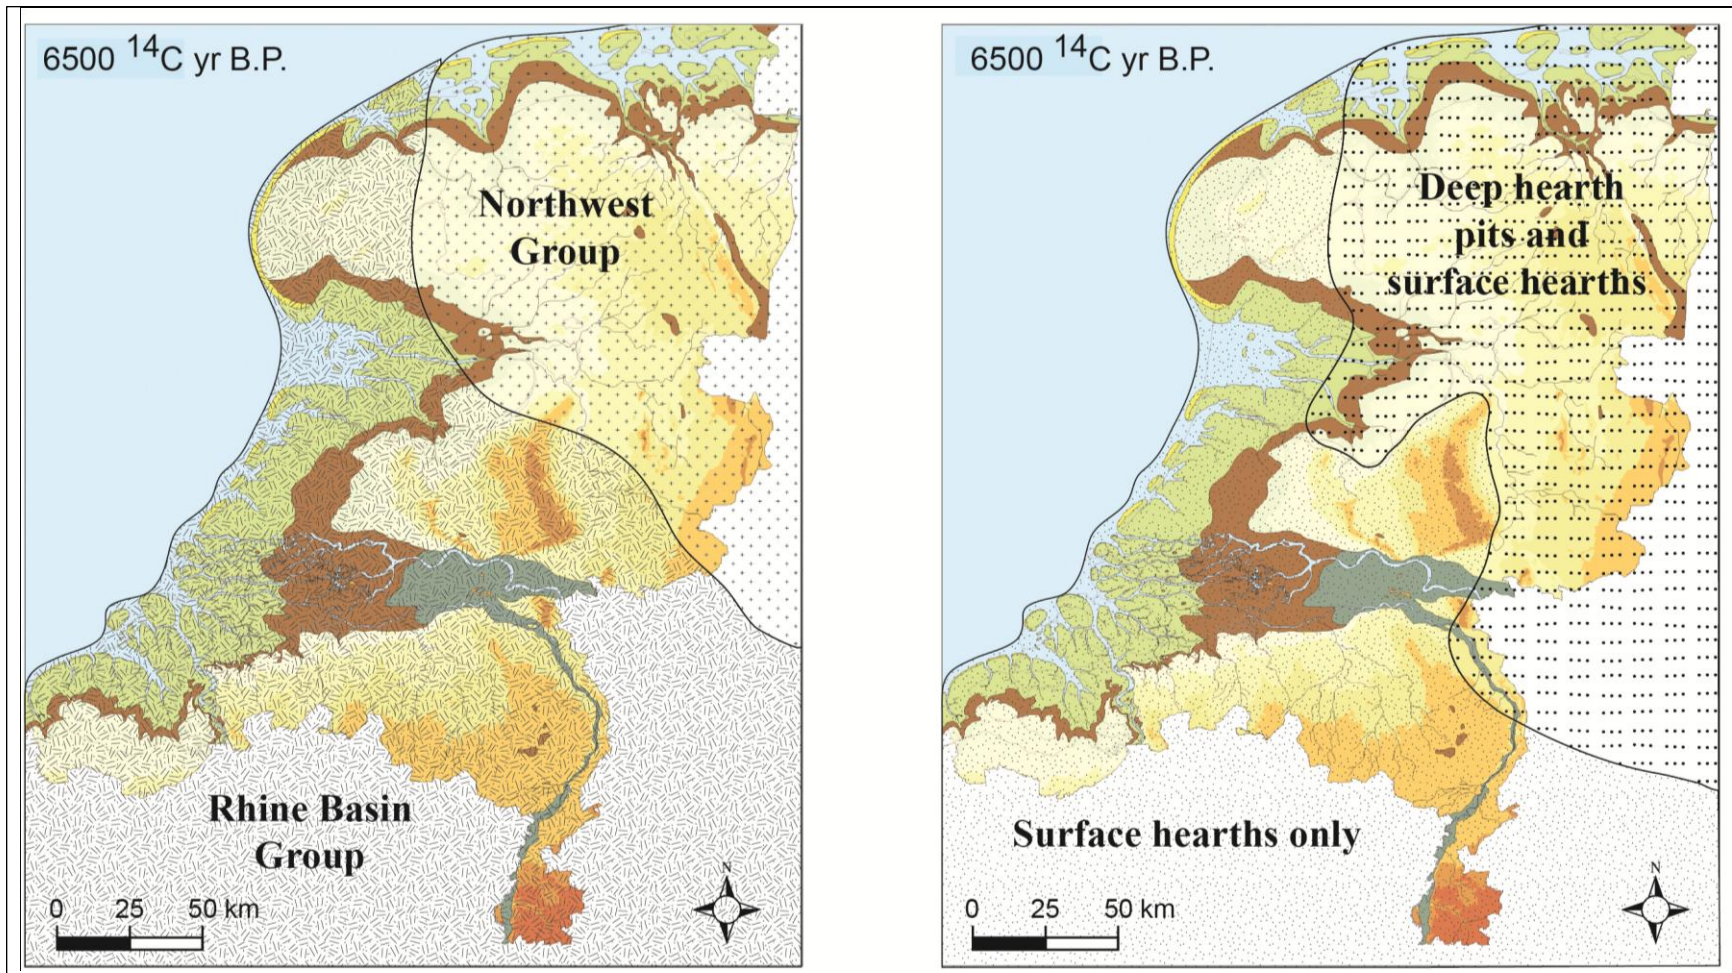 6500 ¹⁴C yr B.P.
Northwest
Group
Rhine Basin
Group
N
0 25 50 km
6500 ¹⁴C yr B.P.
Deep hearth
pits and
surface hearths
Surface hearths only
N
0 25 50 km